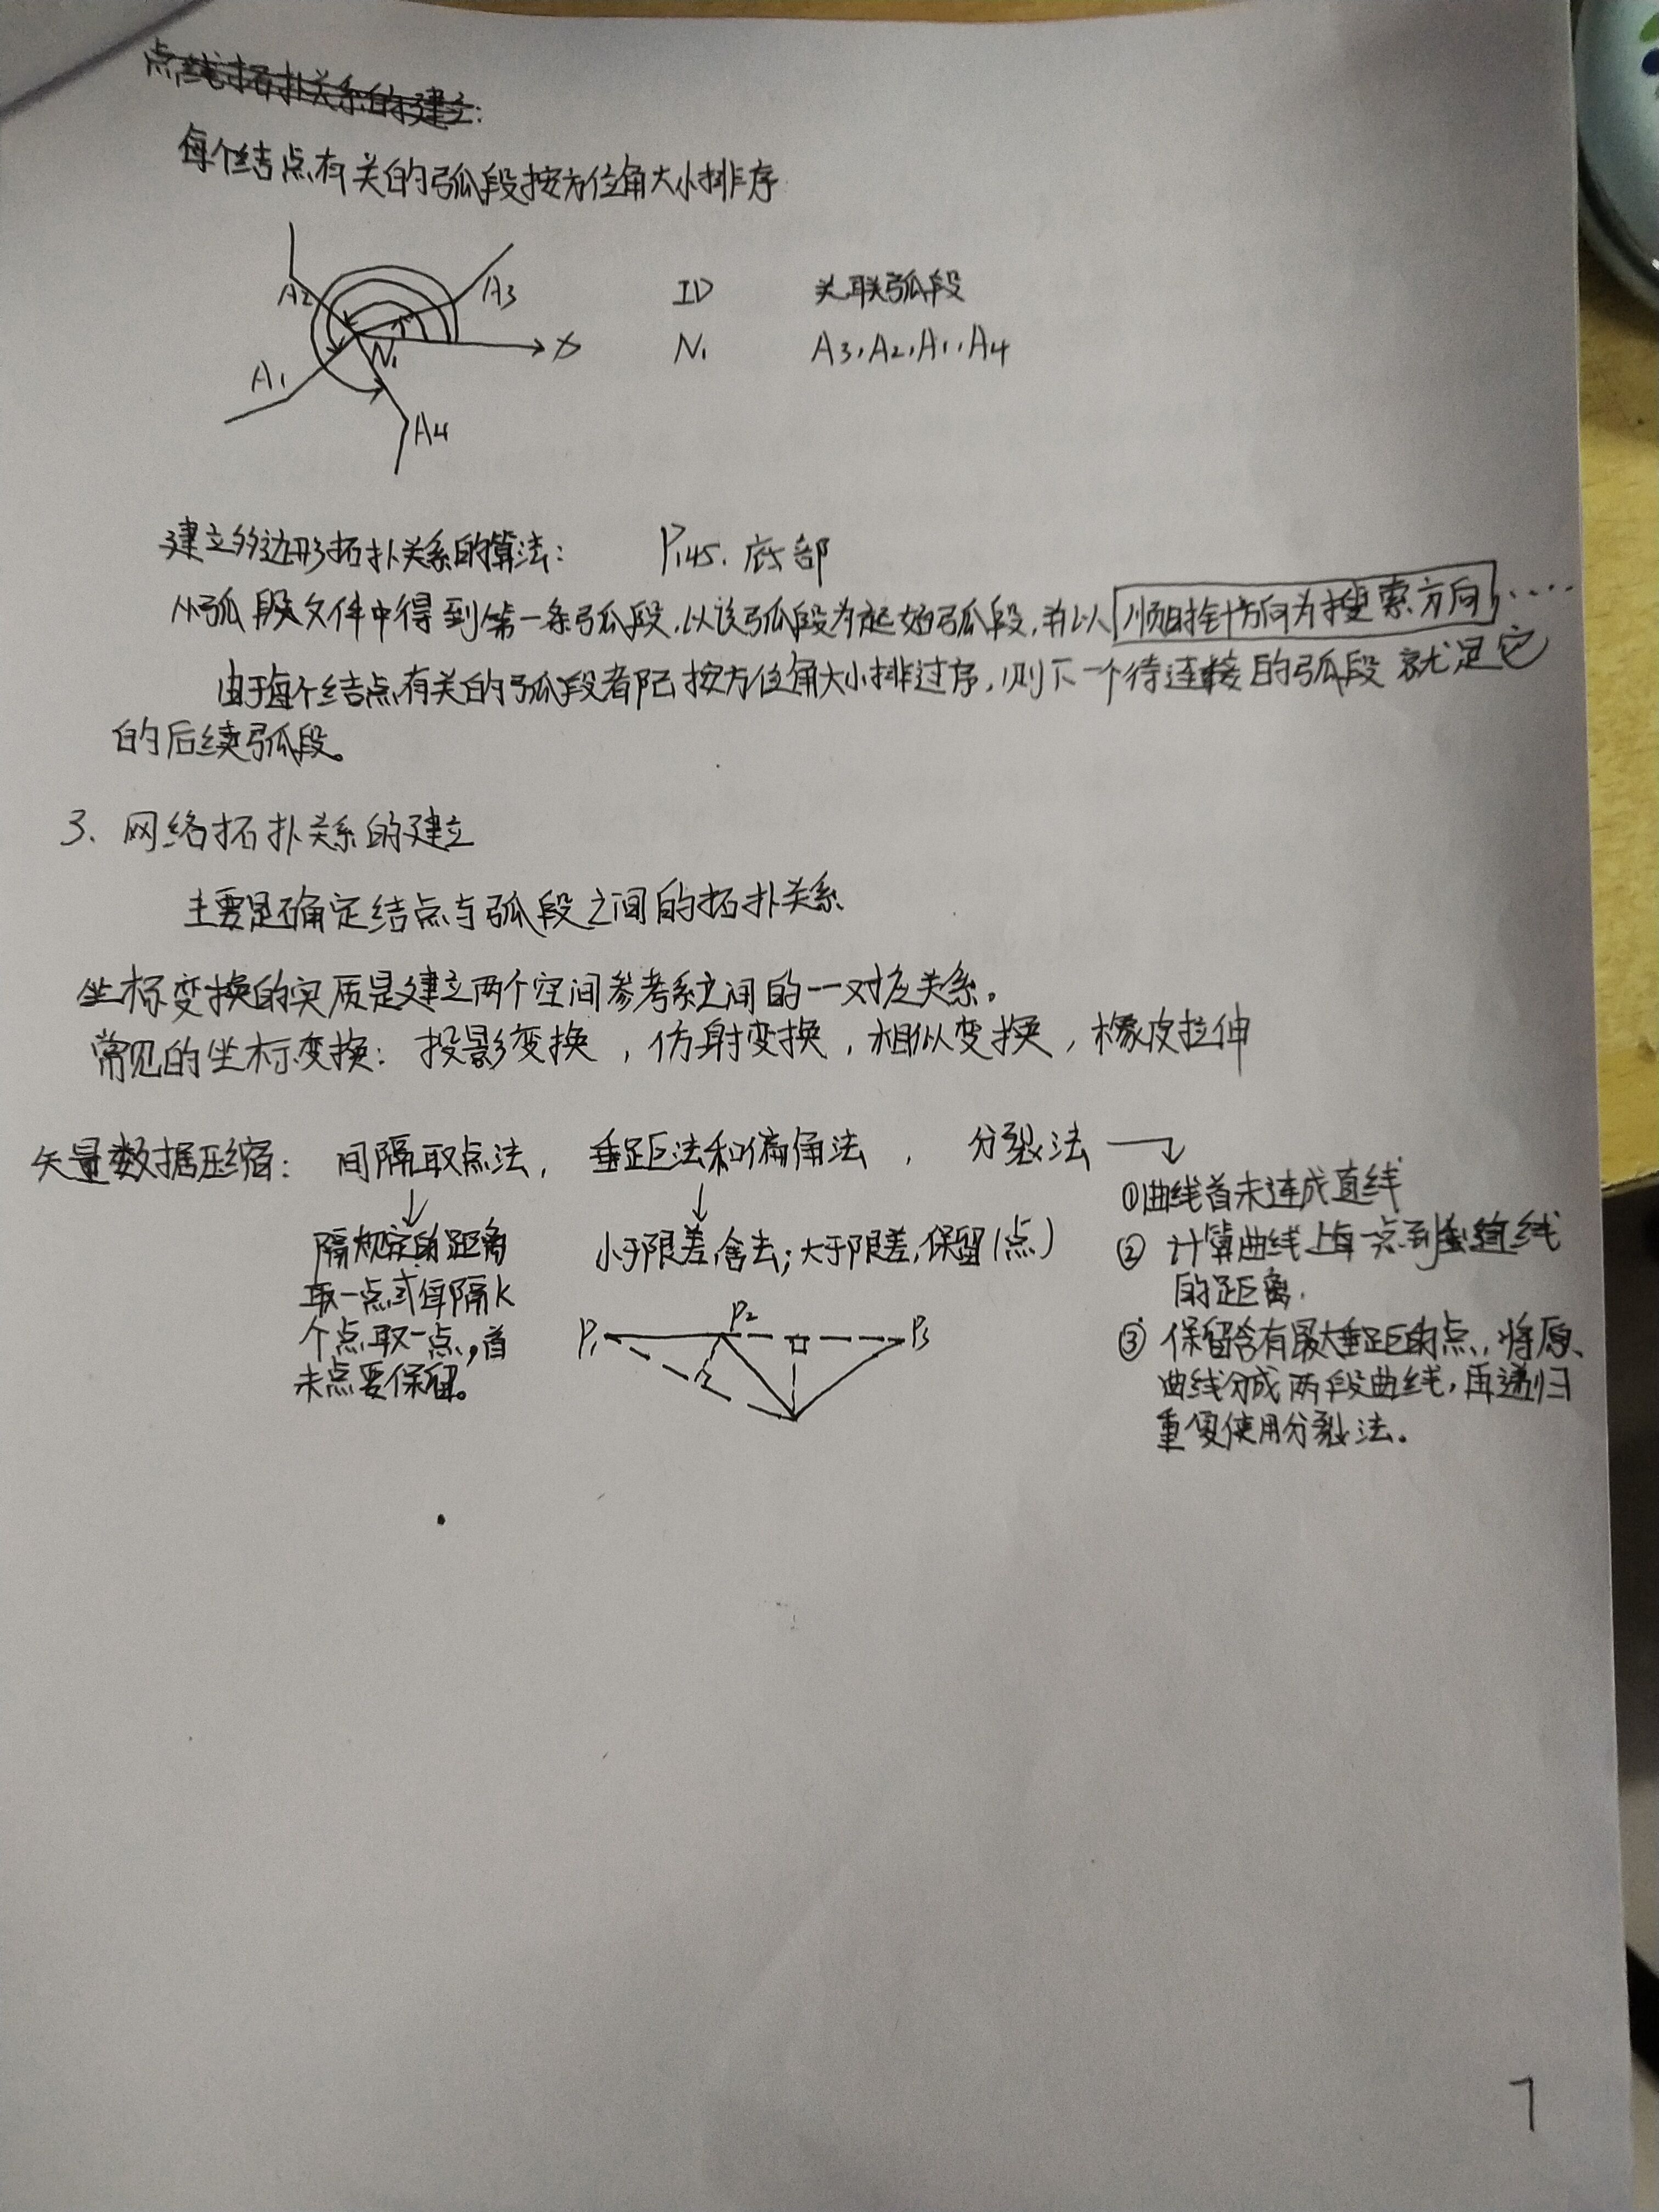 点线拓扑关系的建立:
每个结点有关的弧段按方位角大小排序
A2 A3 ID 关联弧段
N1 X N1 A3,A2,A1,A4
A1
A4
建立多边形拓扑关系的算法: P145.底部
从弧段文件中得到第一条弧段,以该弧段为起始弧段,并以顺时针方向为搜索方向,....
由于每个结点有关的弧段都已按方位角大小排过序,则下一个待连接的弧段就是它
的后续弧段。
3、网络拓扑关系的建立
主要是确定结点与弧段之间的拓扑关系
坐标变换的实质是建立两个空间参考系之间的一一对应关系。
常见的坐标变换:投影变换,仿射变换,相似变换,橡皮拉伸
矢量数据压缩:间隔取点法,垂距法和偏角法,分裂法
隔规定的距离
取一点或每隔k
个点取一点,首
末点要保留。
小于限差,舍去;大于限差,保留(点)
P1 P2 P3
①曲线首末连成直线
② 计算曲线上每一点到直线
的距离.
③ 保留含有最大垂距的点,将原
曲线分成两段曲线,再递归
重复使用分裂法.
7